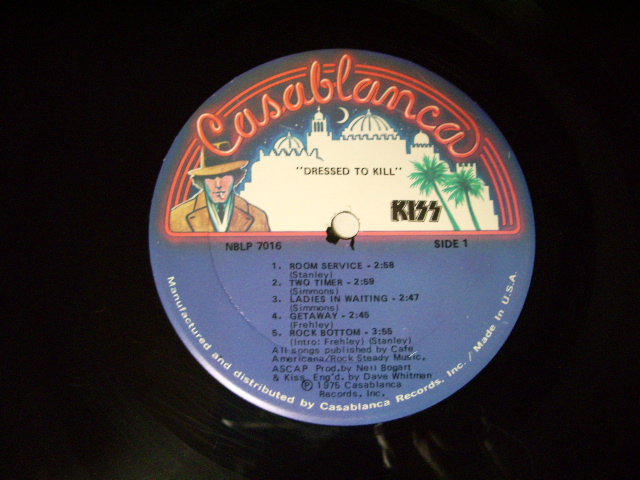 Casablanca
"DRESSED TO KILL"
KISS
NBLP 7016 SIDE 1
1. ROOM SERVICE - 2:58
(Stanley)
2. TWO TIMER - 2:59
(Simmons)
3. LADIES IN WAITING - 2:47
(Simmons)
4. GETAWAY - 2:45
(Frehley)
5. ROCK BOTTOM - 3:55
(Intro: Frehley) (Stanley)
All songs published by Cafe
Americana/Rock Steady Music,
ASCAP Prod.by Neil Bogart
& Kiss Eng'd. by Dave Whitman
Ⓟ 1975 Casablanca
Records, Inc.
Manufactured and distributed by Casablanca Records, Inc. / Made in U.S.A.